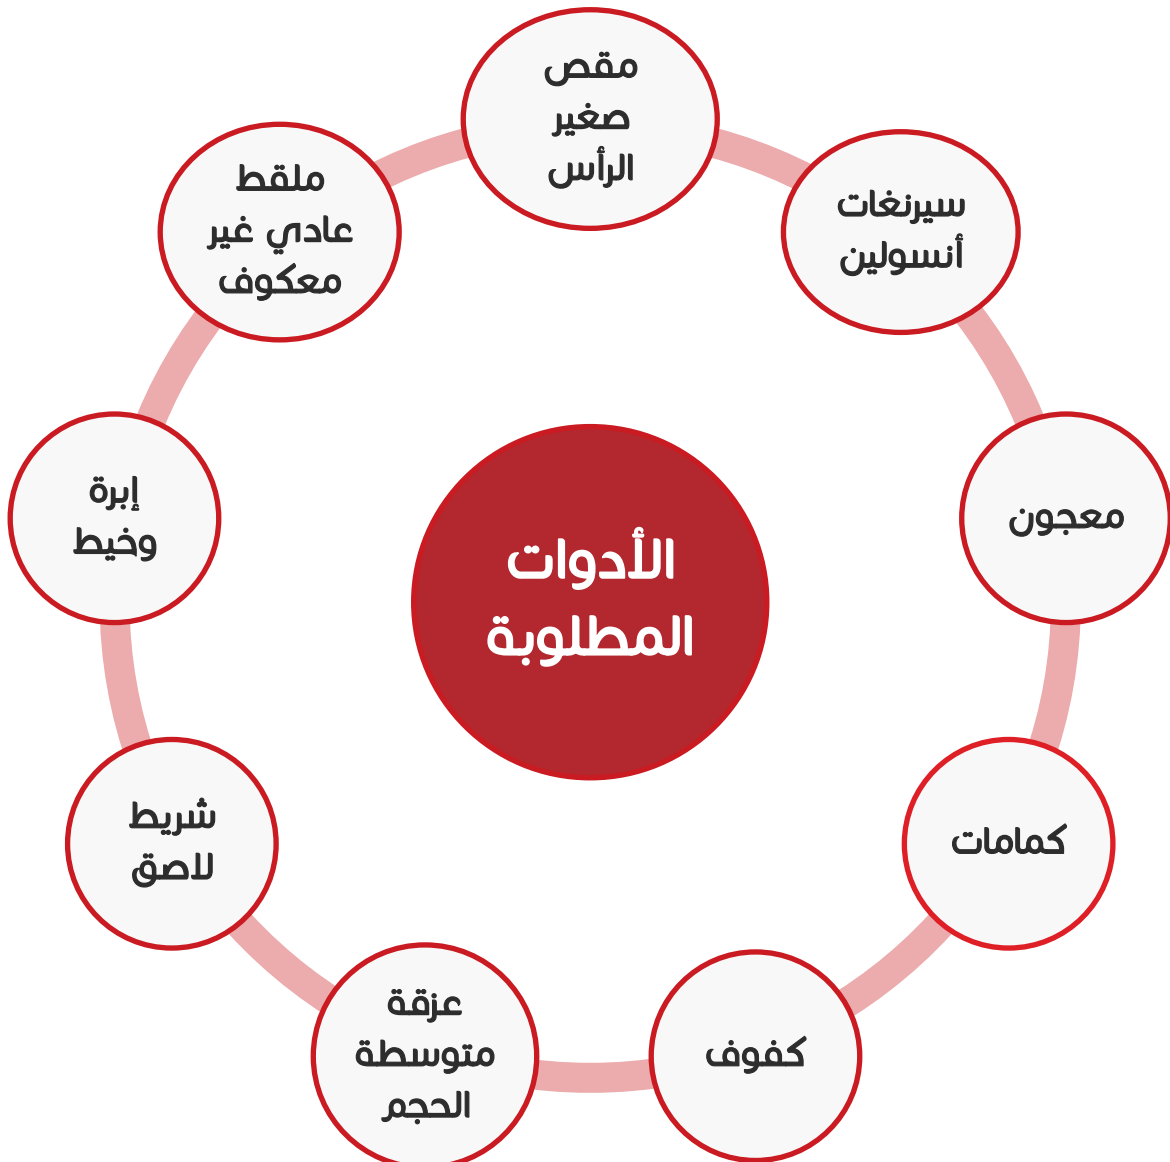 الأدوات
المطلوبة
مقص
صغير
الرأس
سيرنغات
أنسولين
معجون
كمامات
كفوف
عزقة
متوسطة
الحجم
شريط
لاصق
إبرة
وخيط
ملقط
عادي غير
معكوف